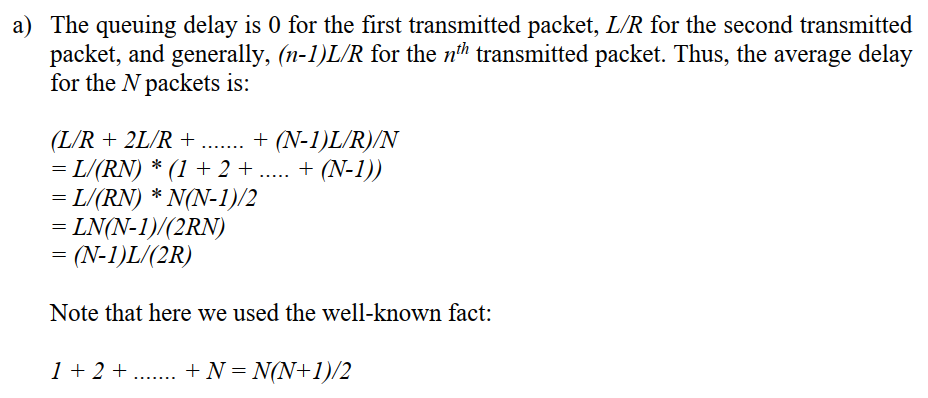 a) The queuing delay is 0 for the first transmitted packet, L/R for the second transmitted
packet, and generally, (n-1)L/R for the nth transmitted packet. Thus, the average delay
for the N packets is:
(L/R + 2L/R + ....... + (N-1)L/R)/N
= L/(RN) * (1 + 2 + ..... + (N-1))
= L/(RN) * N(N-1)/2
= LN(N-1)/(2RN)
= (N-1)L/(2R)
Note that here we used the well-known fact:
1 + 2 + ....... + N = N(N+1)/2